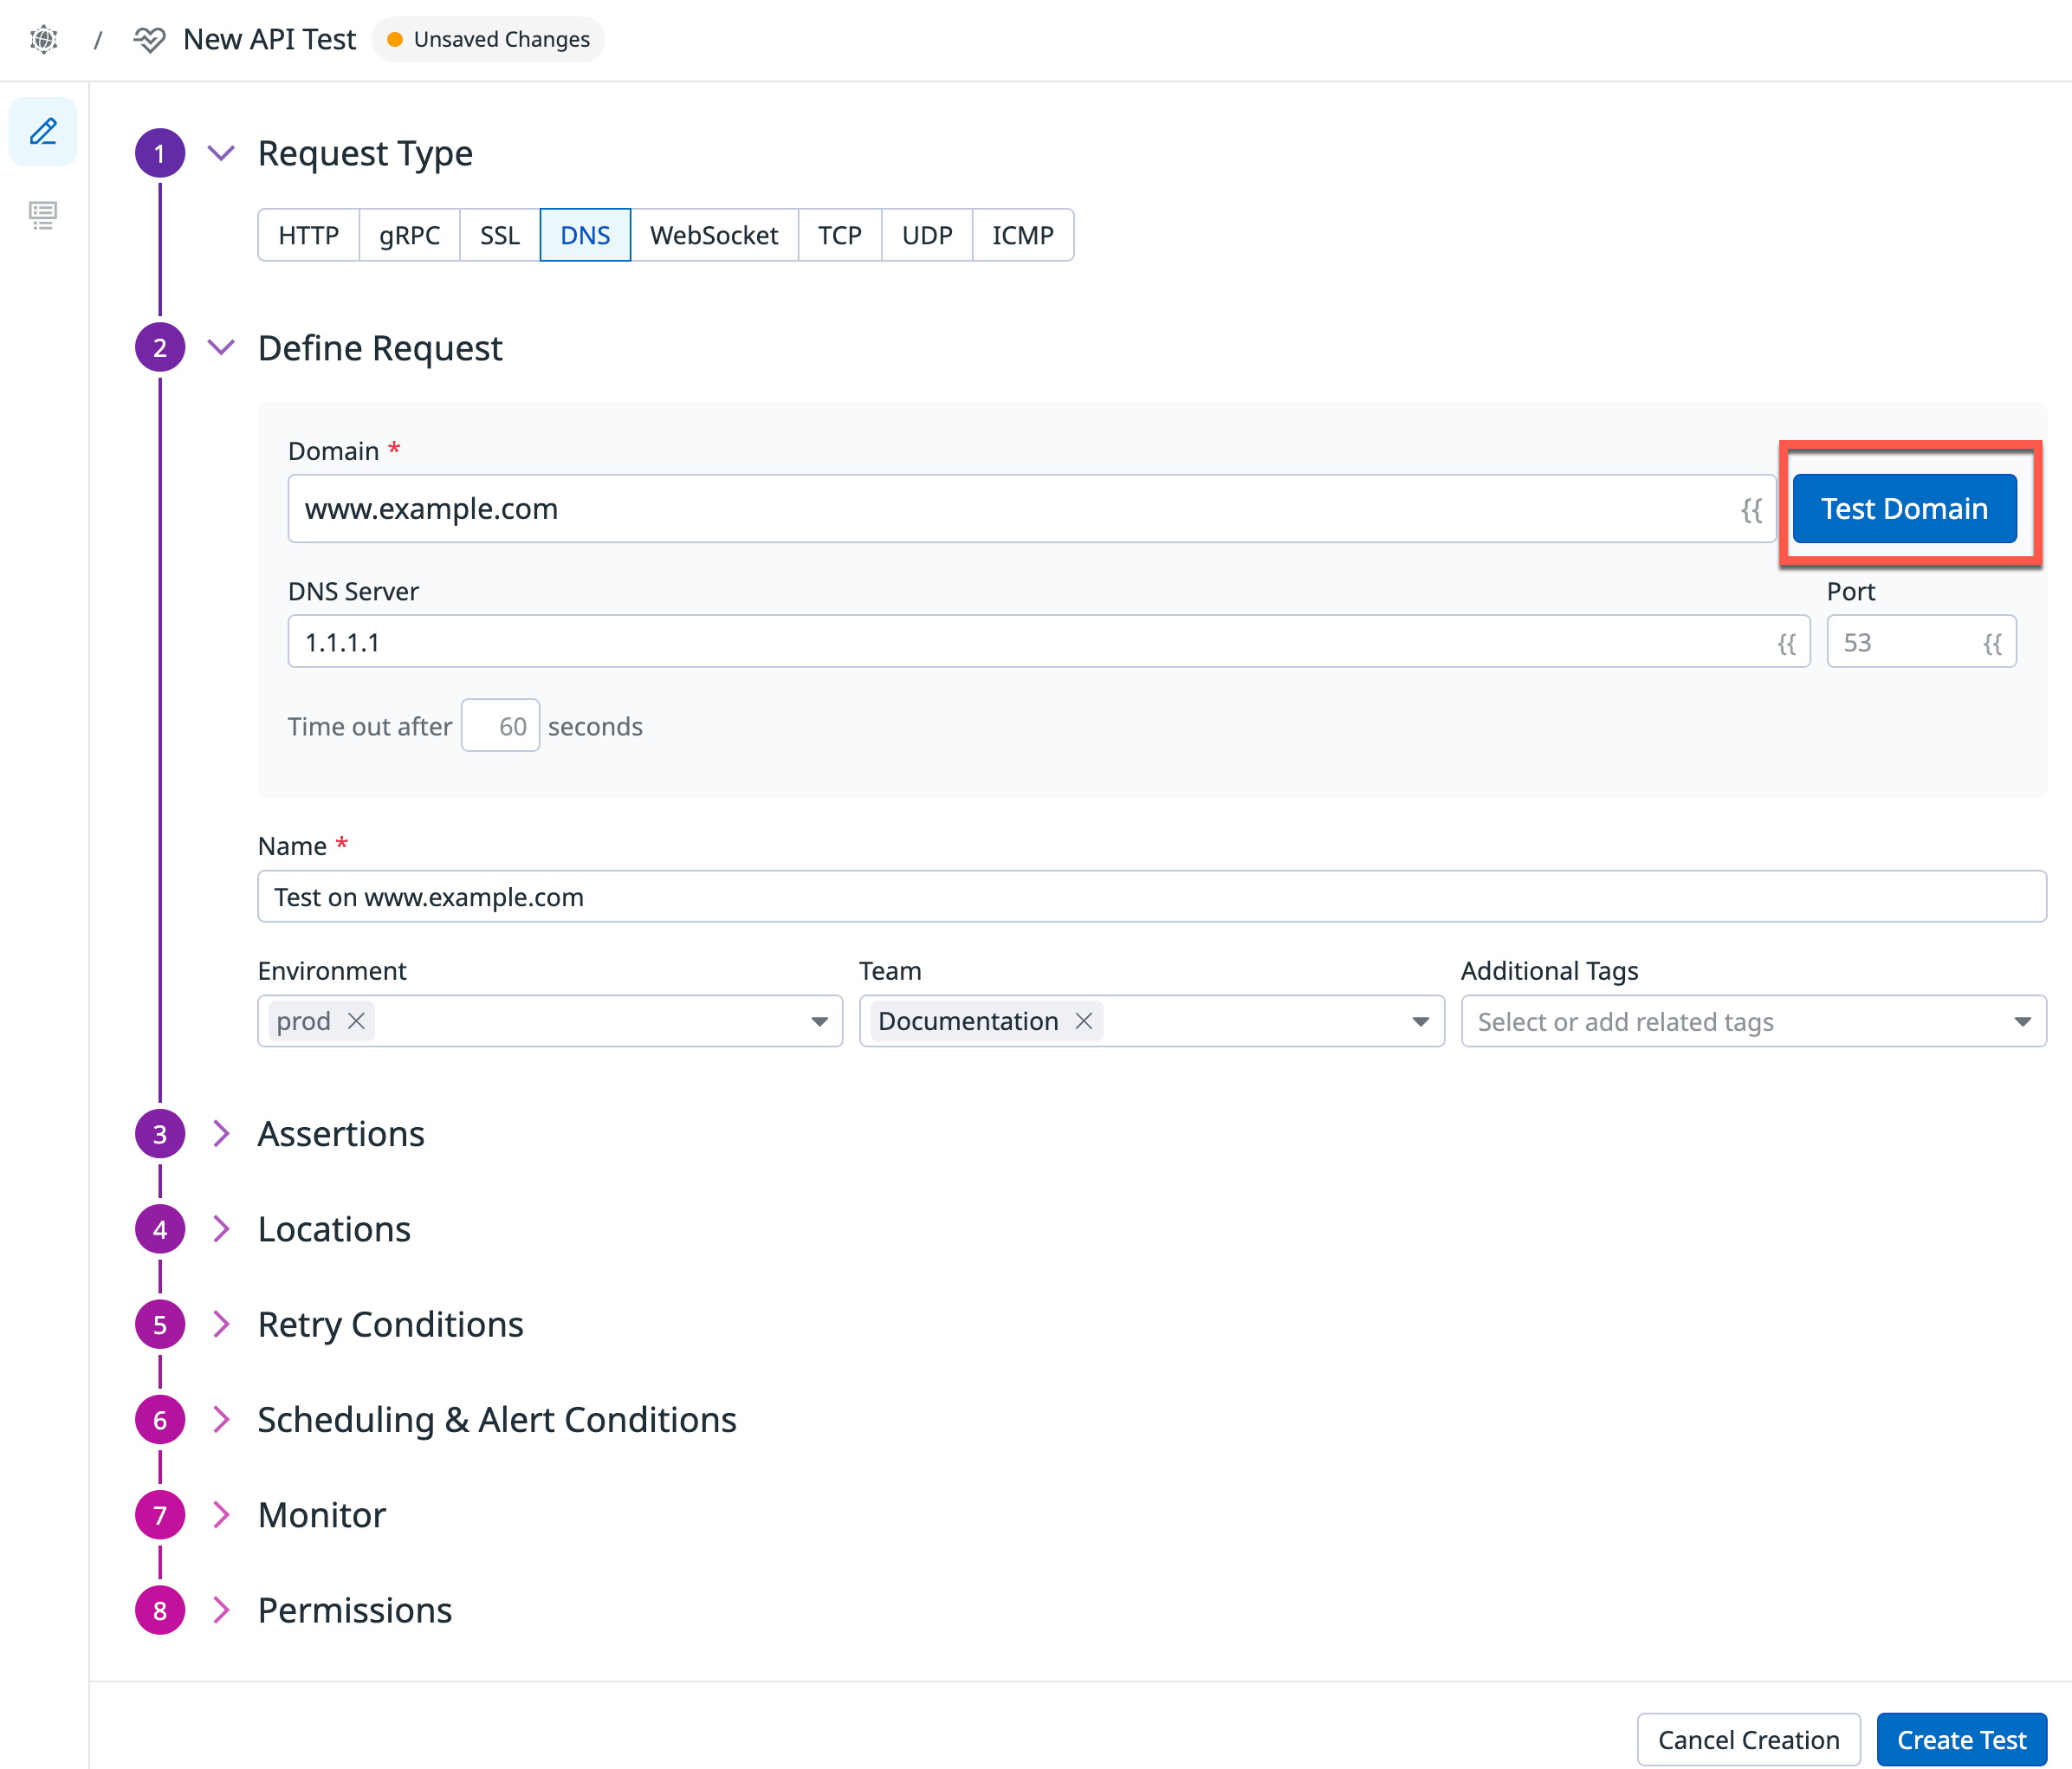 / New API Test Unsaved Changes
1 Request Type
HTTP gRPC SSL DNS WebSocket TCP UDP ICMP
2 Define Request
Domain *
www.example.com {{ Test Domain
DNS Server Port
1.1.1.1 {{ 53 {{
Time out after 60 seconds
Name *
Test on www.example.com
Environment Team Additional Tags
prod Documentation Select or add related tags
3 Assertions
4 Locations
5 Retry Conditions
6 Scheduling & Alert Conditions
7 Monitor
8 Permissions
Cancel Creation Create Test